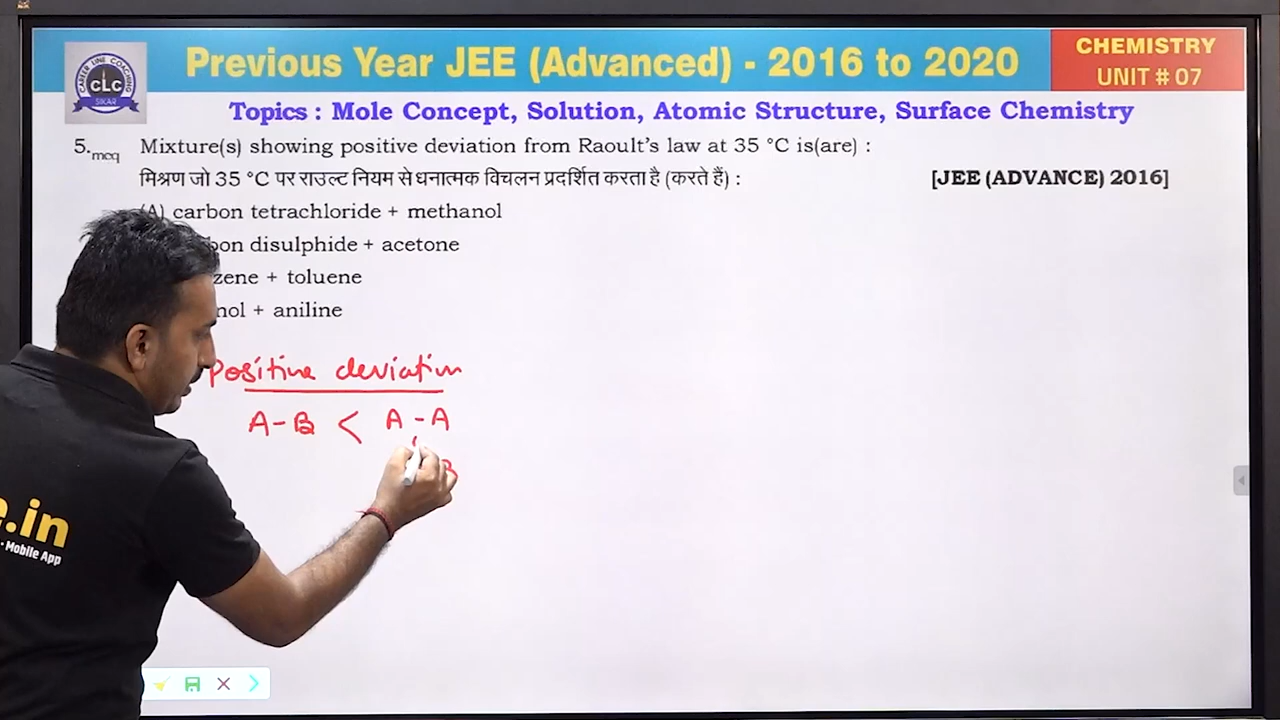 Previous Year JEE (Advanced) - 2016 to 2020
CHEMISTRY
UNIT # 07
CAREER LINE COACHING
CLC
SIKAR
Topics : Mole Concept, Solution, Atomic Structure, Surface Chemistry
5.mcq Mixture(s) showing positive deviation from Raoult's law at 35 °C is(are) :
मिश्रण जो 35 °C पर राउल्ट नियम से धनात्मक विचलन प्रदर्शित करता है (करते हैं) : [JEE (ADVANCE) 2016]
(A) carbon tetrachloride + methanol
bon disulphide + acetone
zene + toluene
nol + aniline
Positive deviation
A-B < A-A
B
e.in
• Mobile App